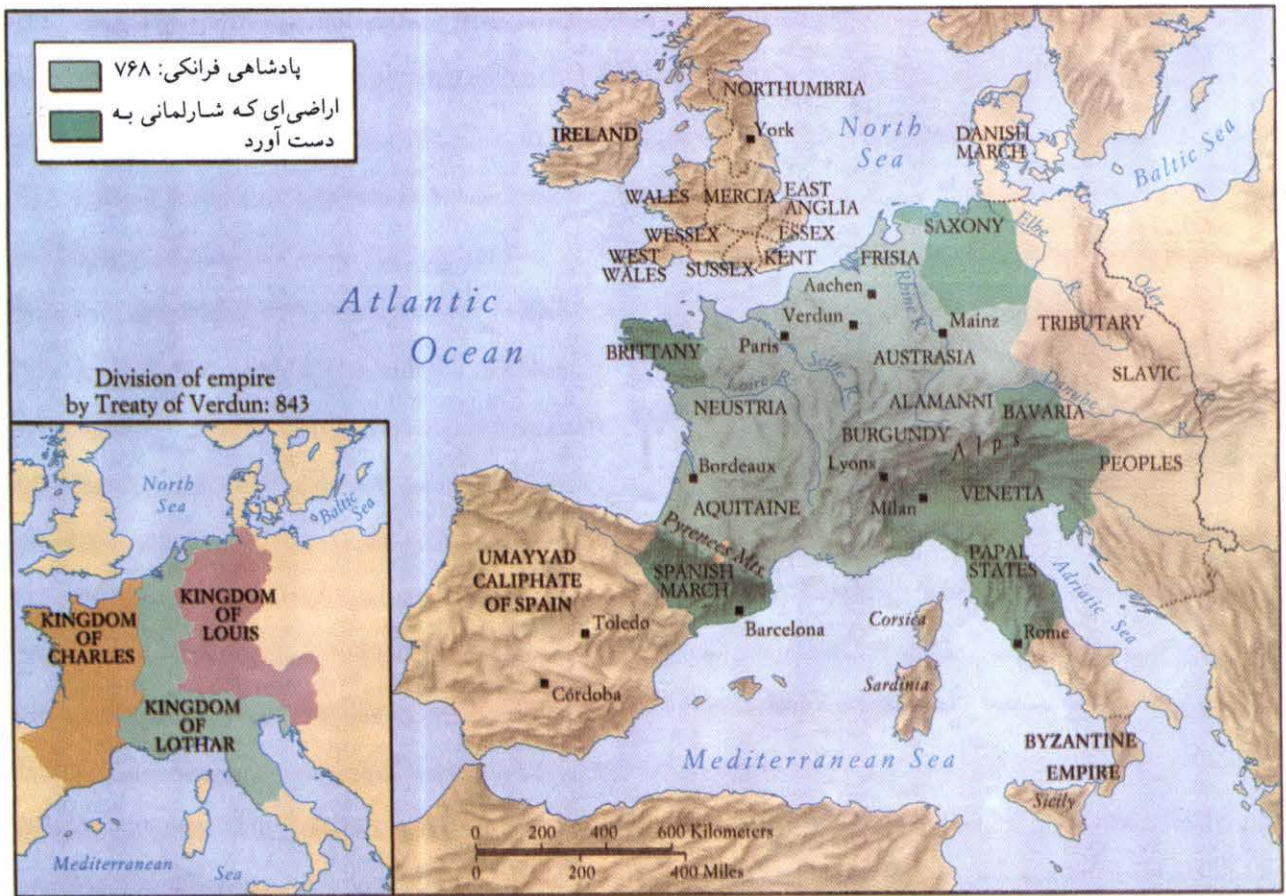 پادشاهی فرانکی: ۷۶۸
اراضی‌ای که شارلمانی به
دست آورد
NORTHUMBRIA
York
IRELAND
North
Sea
DANISH
MARCH
Baltic Sea
WALES
MERCIA
EAST
ANGLIA
WESSEX
ESSEX
WEST
WALES
SUSSEX
KENT
SAXONY
Elbe
R.
FRISIA
Aachen
Rhine R.
Oder
R.
Verdun
Mainz
TRIBUTARY
Atlantic
Ocean
BRITTANY
Paris
Seine R.
AUSTRASIA
SLAVIC
Loire R.
NEUSTRIA
ALAMANNI
BAVARIA
Danube
R.
BURGUNDY
Alps
PEOPLES
Bordeaux
Lyons
VENETIA
AQUITAINE
Milan
Pyrenees Mts.
PAPAL
STATES
UMAYYAD
CALIPHATE
OF SPAIN
SPANISH
MARCH
Adriatic
Sea
Toledo
Barcelona
Corsica
Rome
Córdoba
Sardinia
Mediterranean Sea
BYZANTINE
EMPIRE
Sicily
0 200 400 600 Kilometers
0 200 400 Miles
Division of empire
by Treaty of Verdun: 843
North
Sea
Baltic
Sea
KINGDOM
OF
CHARLES
KINGDOM
OF
LOUIS
KINGDOM
OF
LOTHAR
Mediterranean
Sea